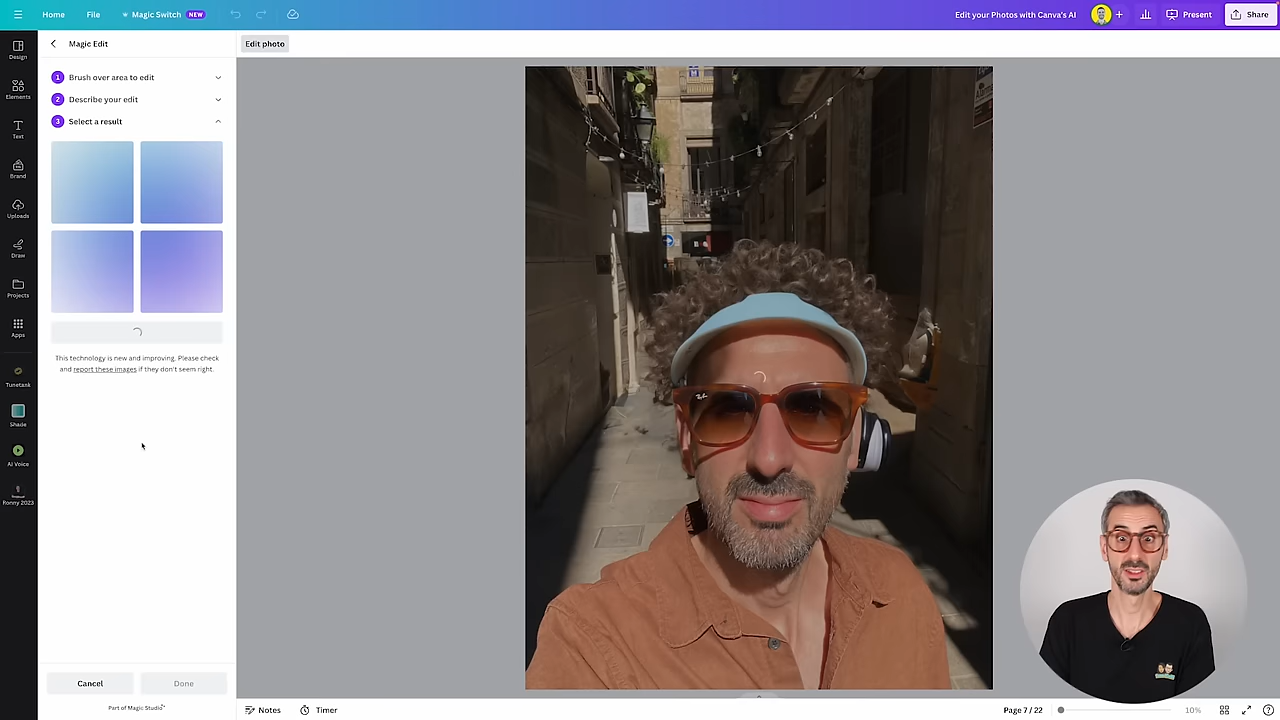 Home
File
Magic Switch NEW
Edit your Photos with Canva's AI
Present
Share
Design
Elements
Text
Brand
Uploads
Draw
Projects
Apps
Tunetank
Shade
AI Voice
Ronny 2023
Magic Edit
1 Brush over area to edit
2 Describe your edit
3 Select a result
This technology is new and improving. Please check
and report these images if they don't seem right.
Cancel
Done
Part of Magic Studio™
Edit photo
Ray-Ban
Notes
Timer
Page 7 / 22
10%